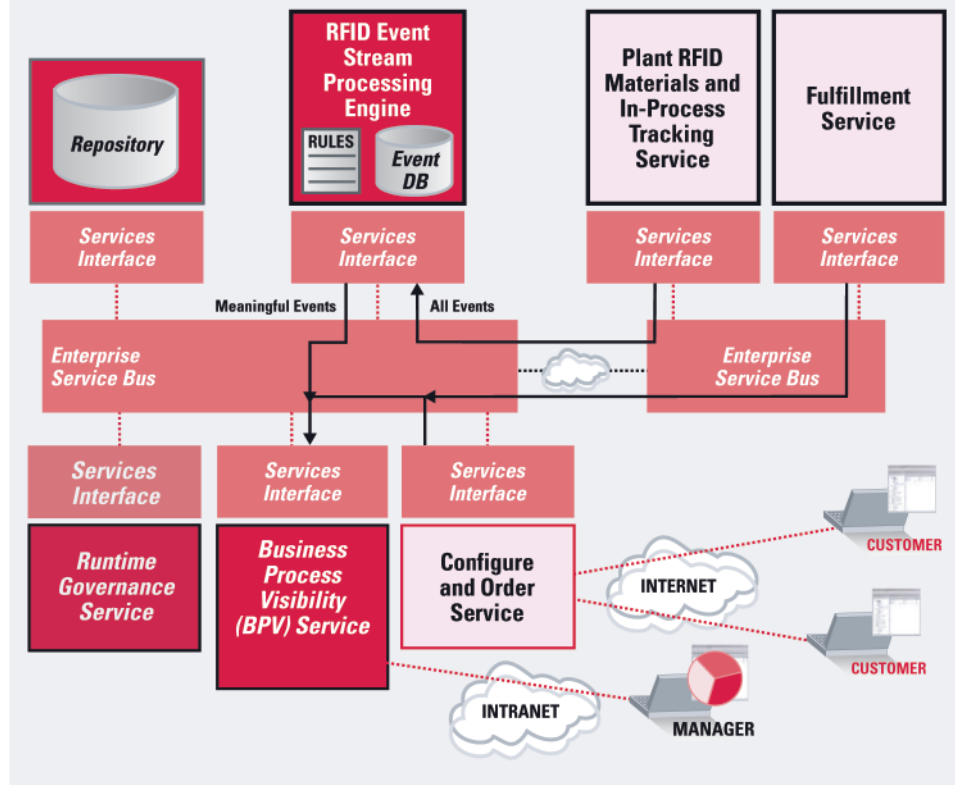 RFID Event
Stream
Processing
Engine
RULES
Event
DB
Repository
Plant RFID
Materials and
In-Process
Tracking
Service
Fulfillment
Service
Services
Interface
Services
Interface
Services
Interface
Services
Interface
Meaningful Events
All Events
Enterprise
Service Bus
Enterprise
Service Bus
Services
Interface
Services
Interface
Services
Interface
Runtime
Governance
Service
Business
Process
Visibility
(BPV) Service
Configure
and Order
Service
INTERNET
CUSTOMER
CUSTOMER
INTRANET
MANAGER